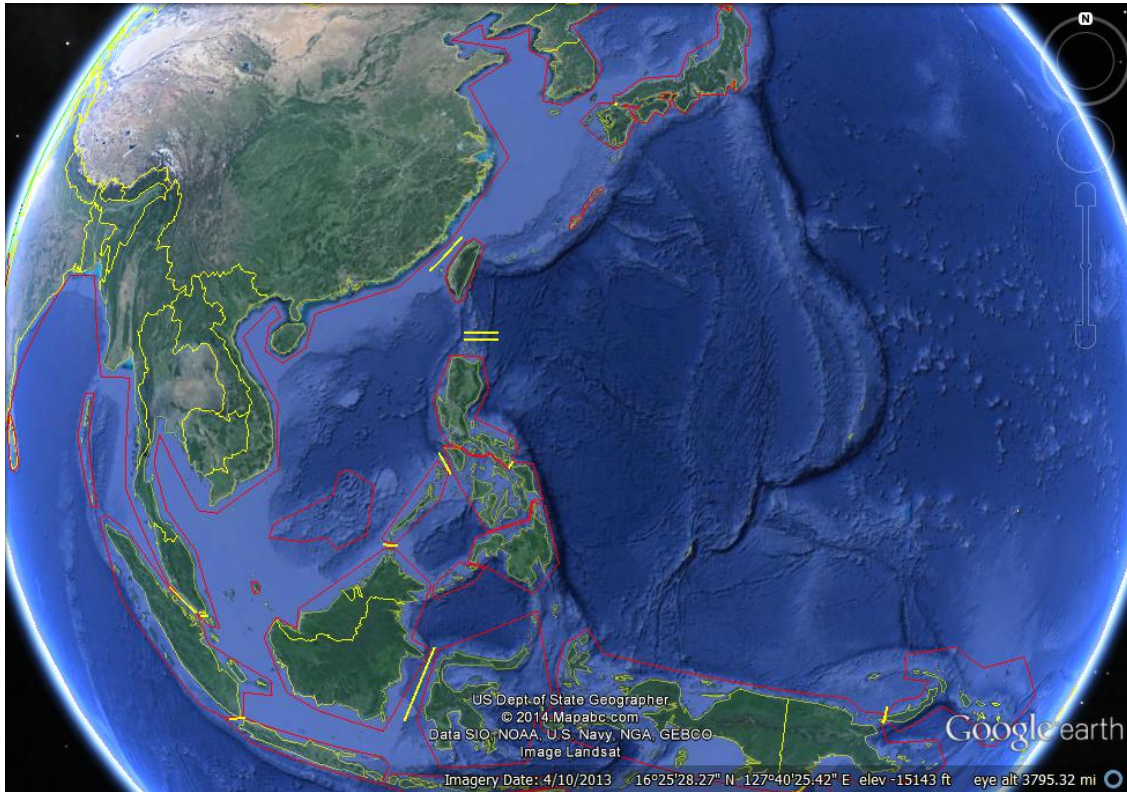 N
US Dept of State Geographer
© 2014 Mapabc.com
Data SIO, NOAA, U.S. Navy, NGA, GEBCO
Image Landsat
Google earth
Imagery Date: 4/10/2013 16°25'28.27" N 127°40'25.42" E elev -15143 ft eye alt 3795.32 mi